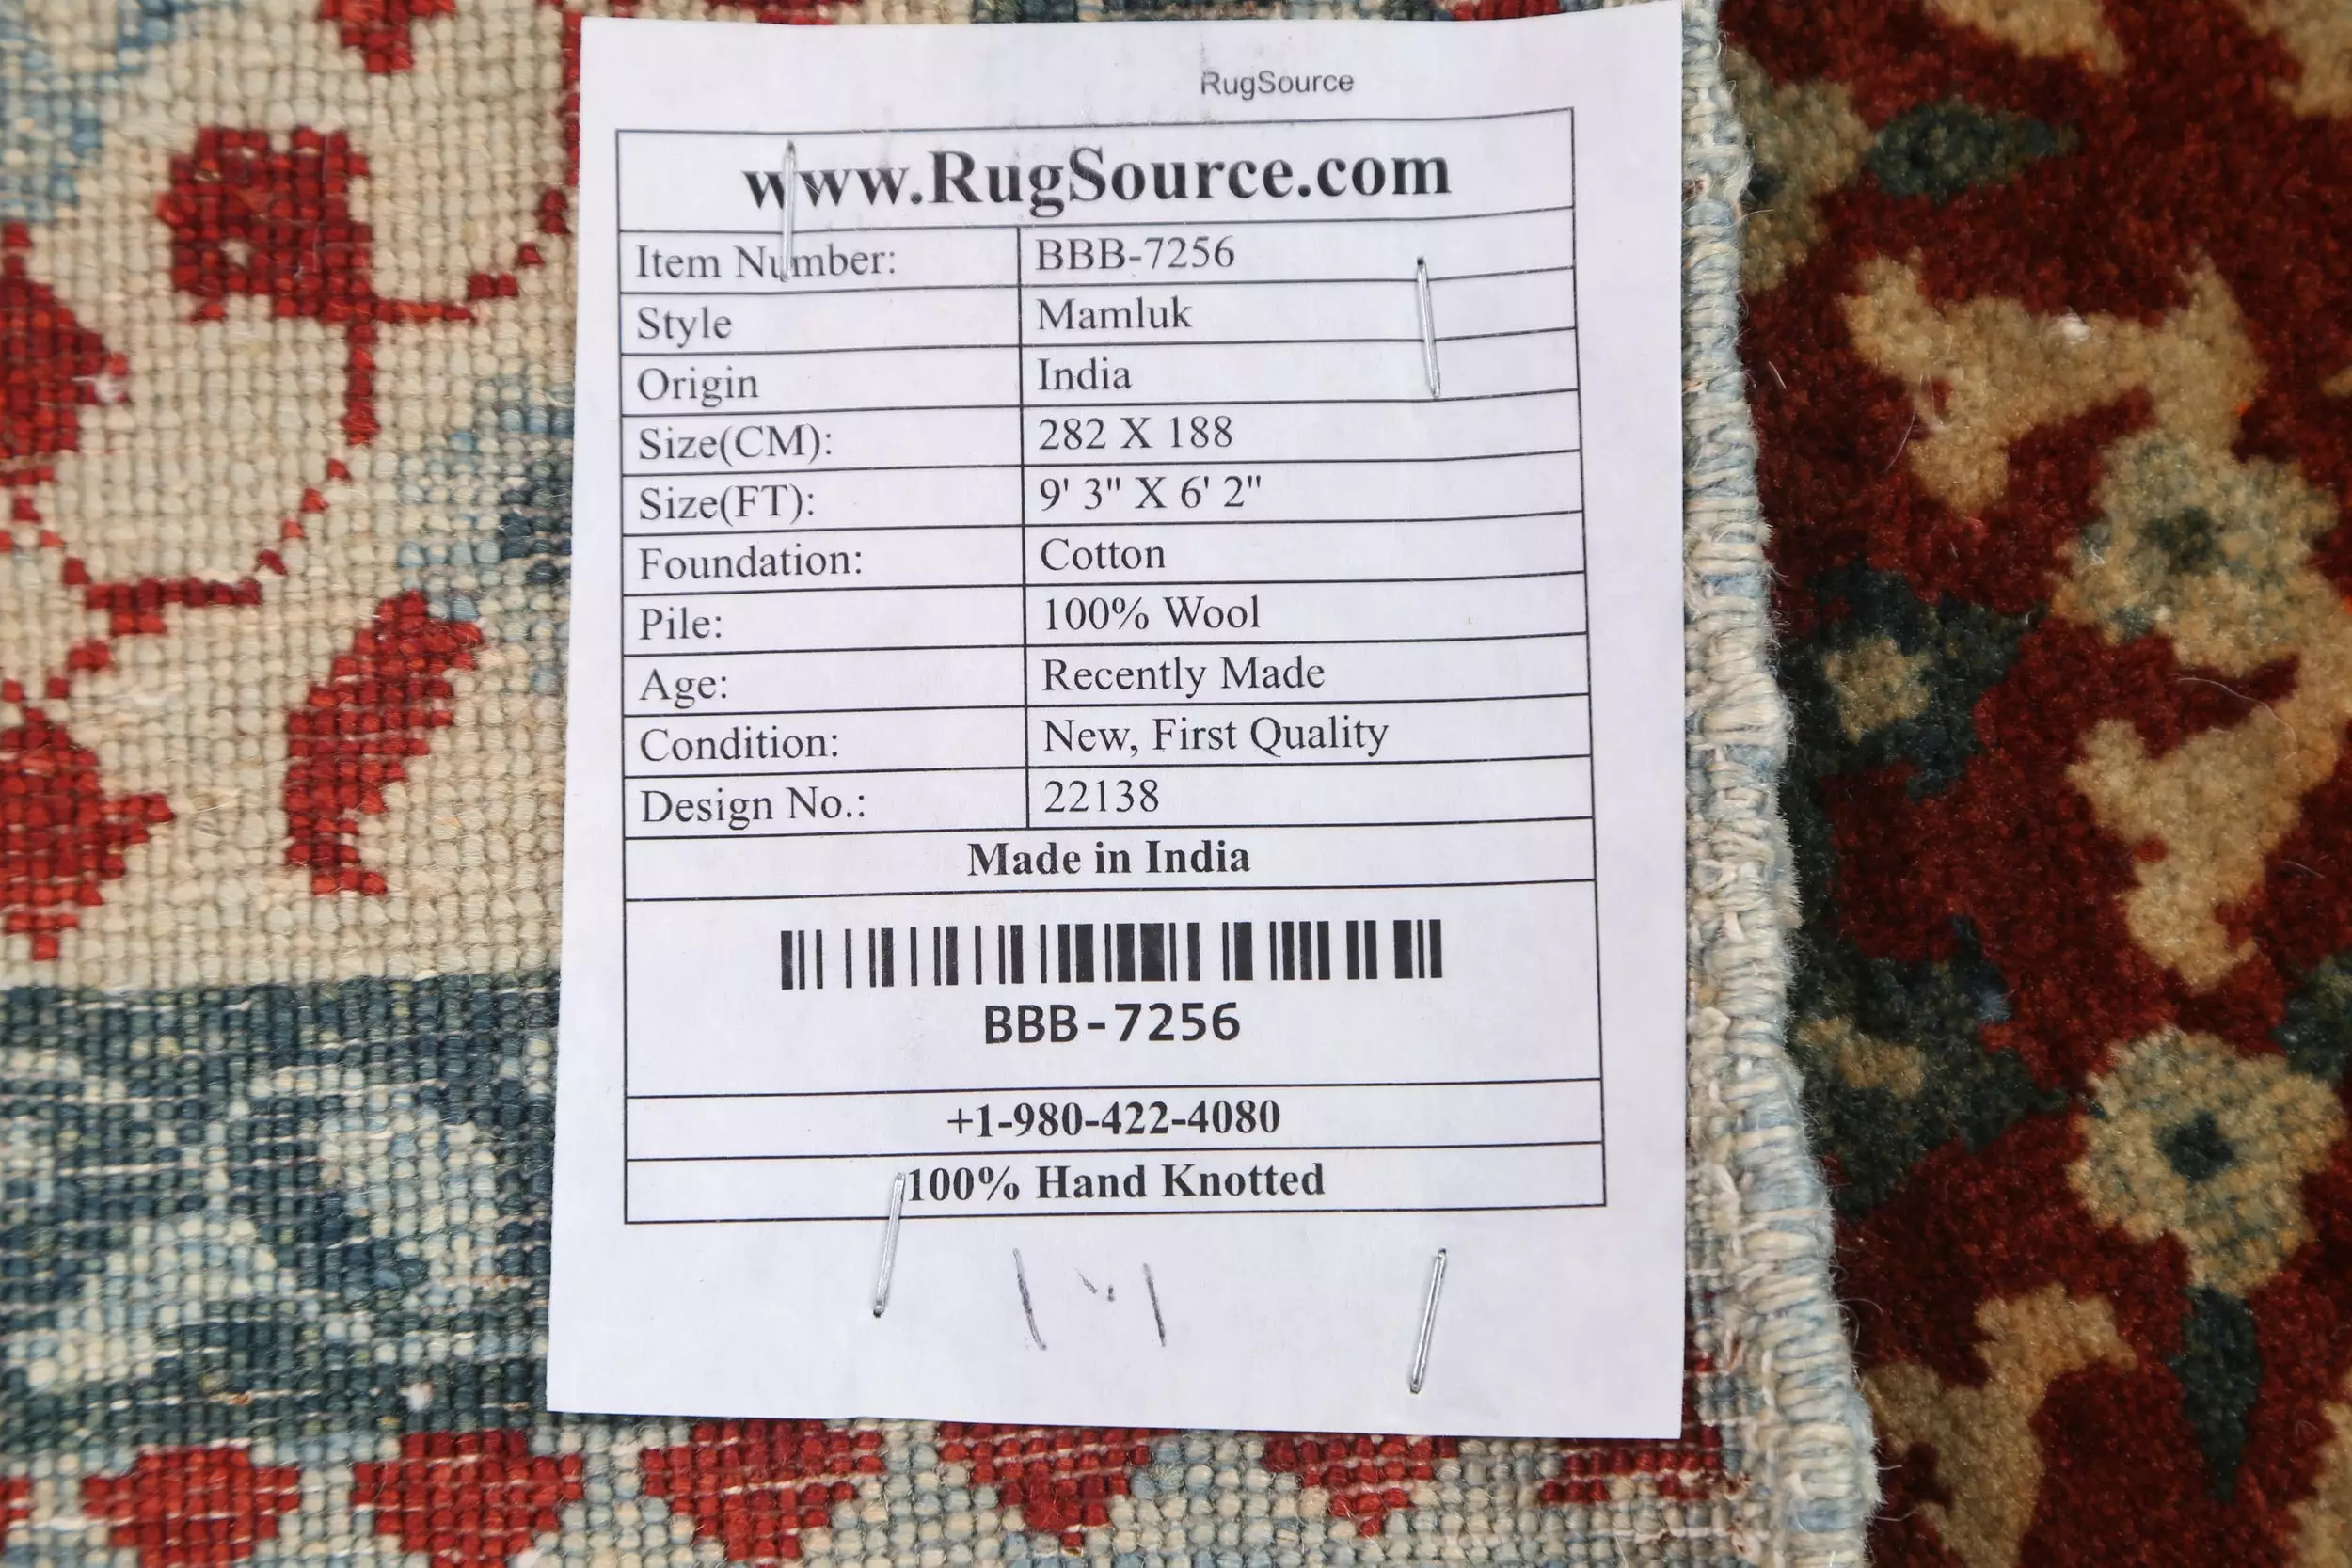 RugSource
www.RugSource.com
Item Number: BBB-7256
Style Mamluk
Origin India
Size(CM): 282 X 188
Size(FT): 9' 3" X 6' 2"
Foundation: Cotton
Pile: 100% Wool
Age: Recently Made
Condition: New, First Quality
Design No.: 22138
Made in India
BBB-7256
+1-980-422-4080
100% Hand Knotted